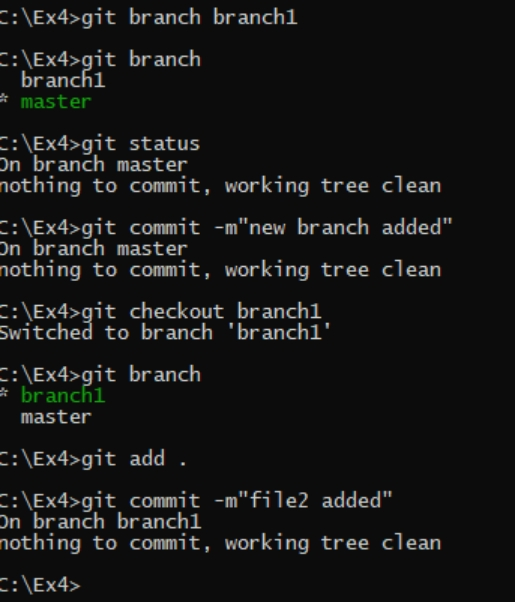 C:\Ex4>git branch branch1
C:\Ex4>git branch
branch1
* master
C:\Ex4>git status
On branch master
nothing to commit, working tree clean
C:\Ex4>git commit -m"new branch added"
On branch master
nothing to commit, working tree clean
C:\Ex4>git checkout branch1
Switched to branch 'branch1'
C:\Ex4>git branch
* branch1
master
C:\Ex4>git add .
C:\Ex4>git commit -m"file2 added"
On branch branch1
nothing to commit, working tree clean
C:\Ex4>